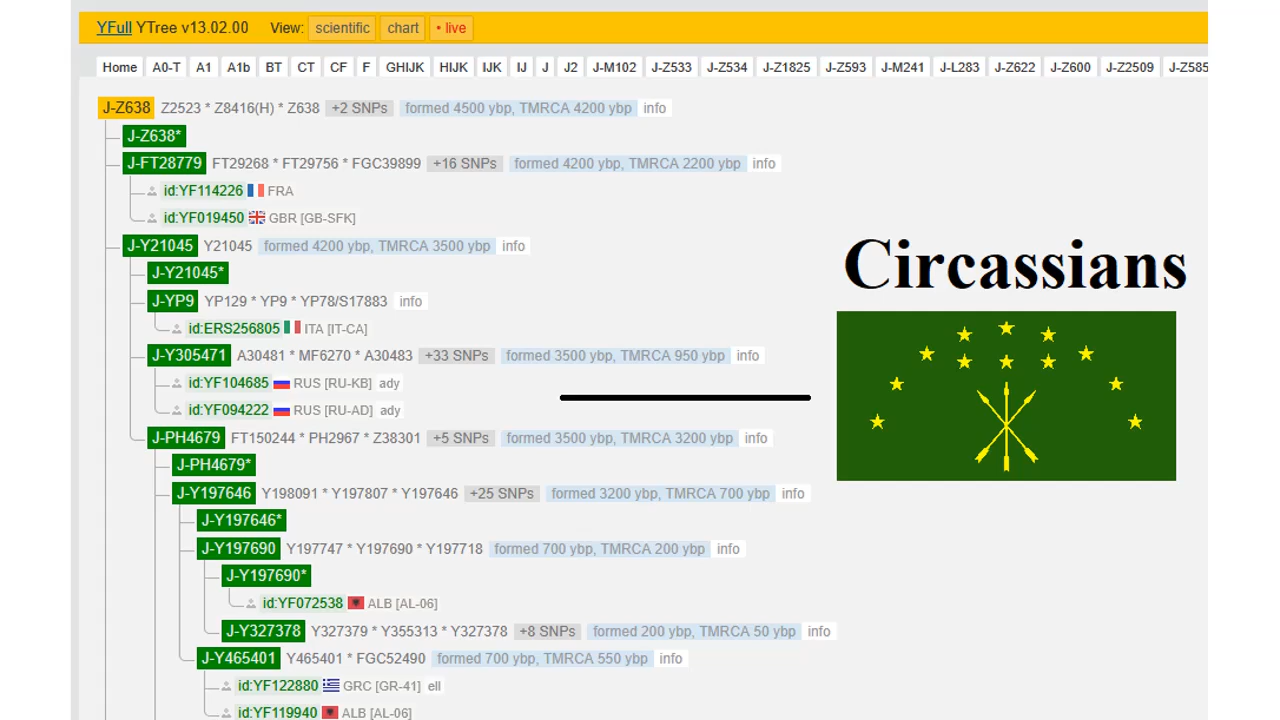 YFull YTree v13.02.00 View: scientific chart • live
Home A0-T A1 A1b BT CT CF F GHIJK HIJK IJK IJ J J2 J-M102 J-Z533 J-Z534 J-Z1825 J-Z593 J-M241 J-L283 J-Z622 J-Z600 J-Z2509 J-Z585
J-Z638 Z2523 * Z8416(H) * Z638 +2 SNPs formed 4500 ybp, TMRCA 4200 ybp info
J-Z638*
J-FT28779 FT29268 * FT29756 * FGC39899 +16 SNPs formed 4200 ybp, TMRCA 2200 ybp info
id:YF114226 FRA
id:YF019450 GBR [GB-SFK]
J-Y21045 Y21045 formed 4200 ybp, TMRCA 3500 ybp info
Circassians
J-Y21045*
J-YP9 YP129 * YP9 * YP78/S17883 info
id:ERS256805 ITA [IT-CA]
J-Y305471 A30481 * MF6270 * A30483 +33 SNPs formed 3500 ybp, TMRCA 950 ybp info
id:YF104685 RUS [RU-KB] ady
id:YF094222 RUS [RU-AD] ady
J-PH4679 FT150244 * PH2967 * Z38301 +5 SNPs formed 3500 ybp, TMRCA 3200 ybp info
J-PH4679*
J-Y197646 Y198091 * Y197807 * Y197646 +25 SNPs formed 3200 ybp, TMRCA 700 ybp info
J-Y197646*
J-Y197690 Y197747 * Y197690 * Y197718 formed 700 ybp, TMRCA 200 ybp info
J-Y197690*
id:YF072538 ALB [AL-06]
J-Y327378 Y327379 * Y355313 * Y327378 +8 SNPs formed 200 ybp, TMRCA 50 ybp info
J-Y465401 Y465401 * FGC52490 formed 700 ybp, TMRCA 550 ybp info
id:YF122880 GRC [GR-41] ell
id:YF119940 ALB [AL-06]